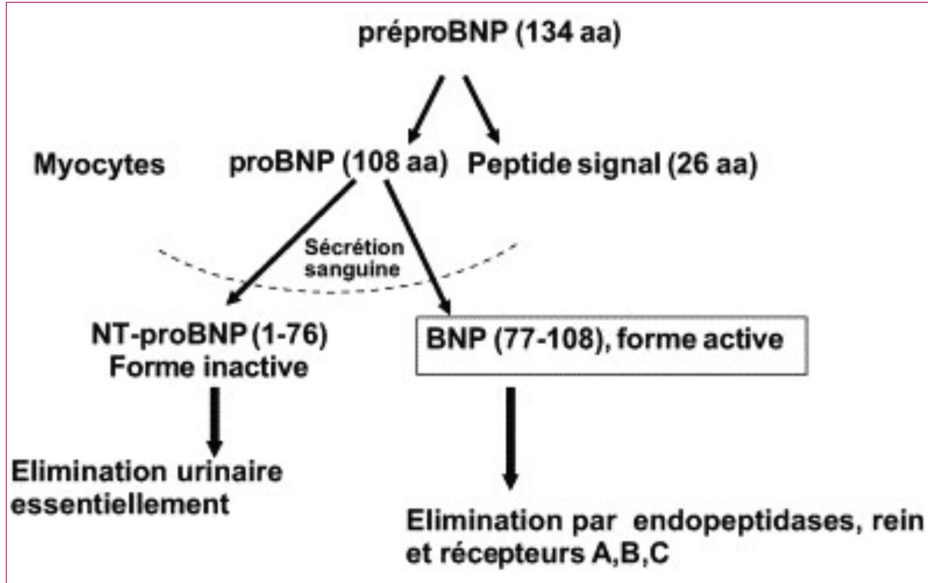 préproBNP (134 aa)
Myocytes
proBNP (108 aa)
Peptide signal (26 aa)
Sécrétion
sanguine
NT-proBNP (1-76)
Forme inactive
BNP (77-108), forme active
Elimination urinaire
essentiellement
Elimination par endopeptidases, rein
et récepteurs A,B,C